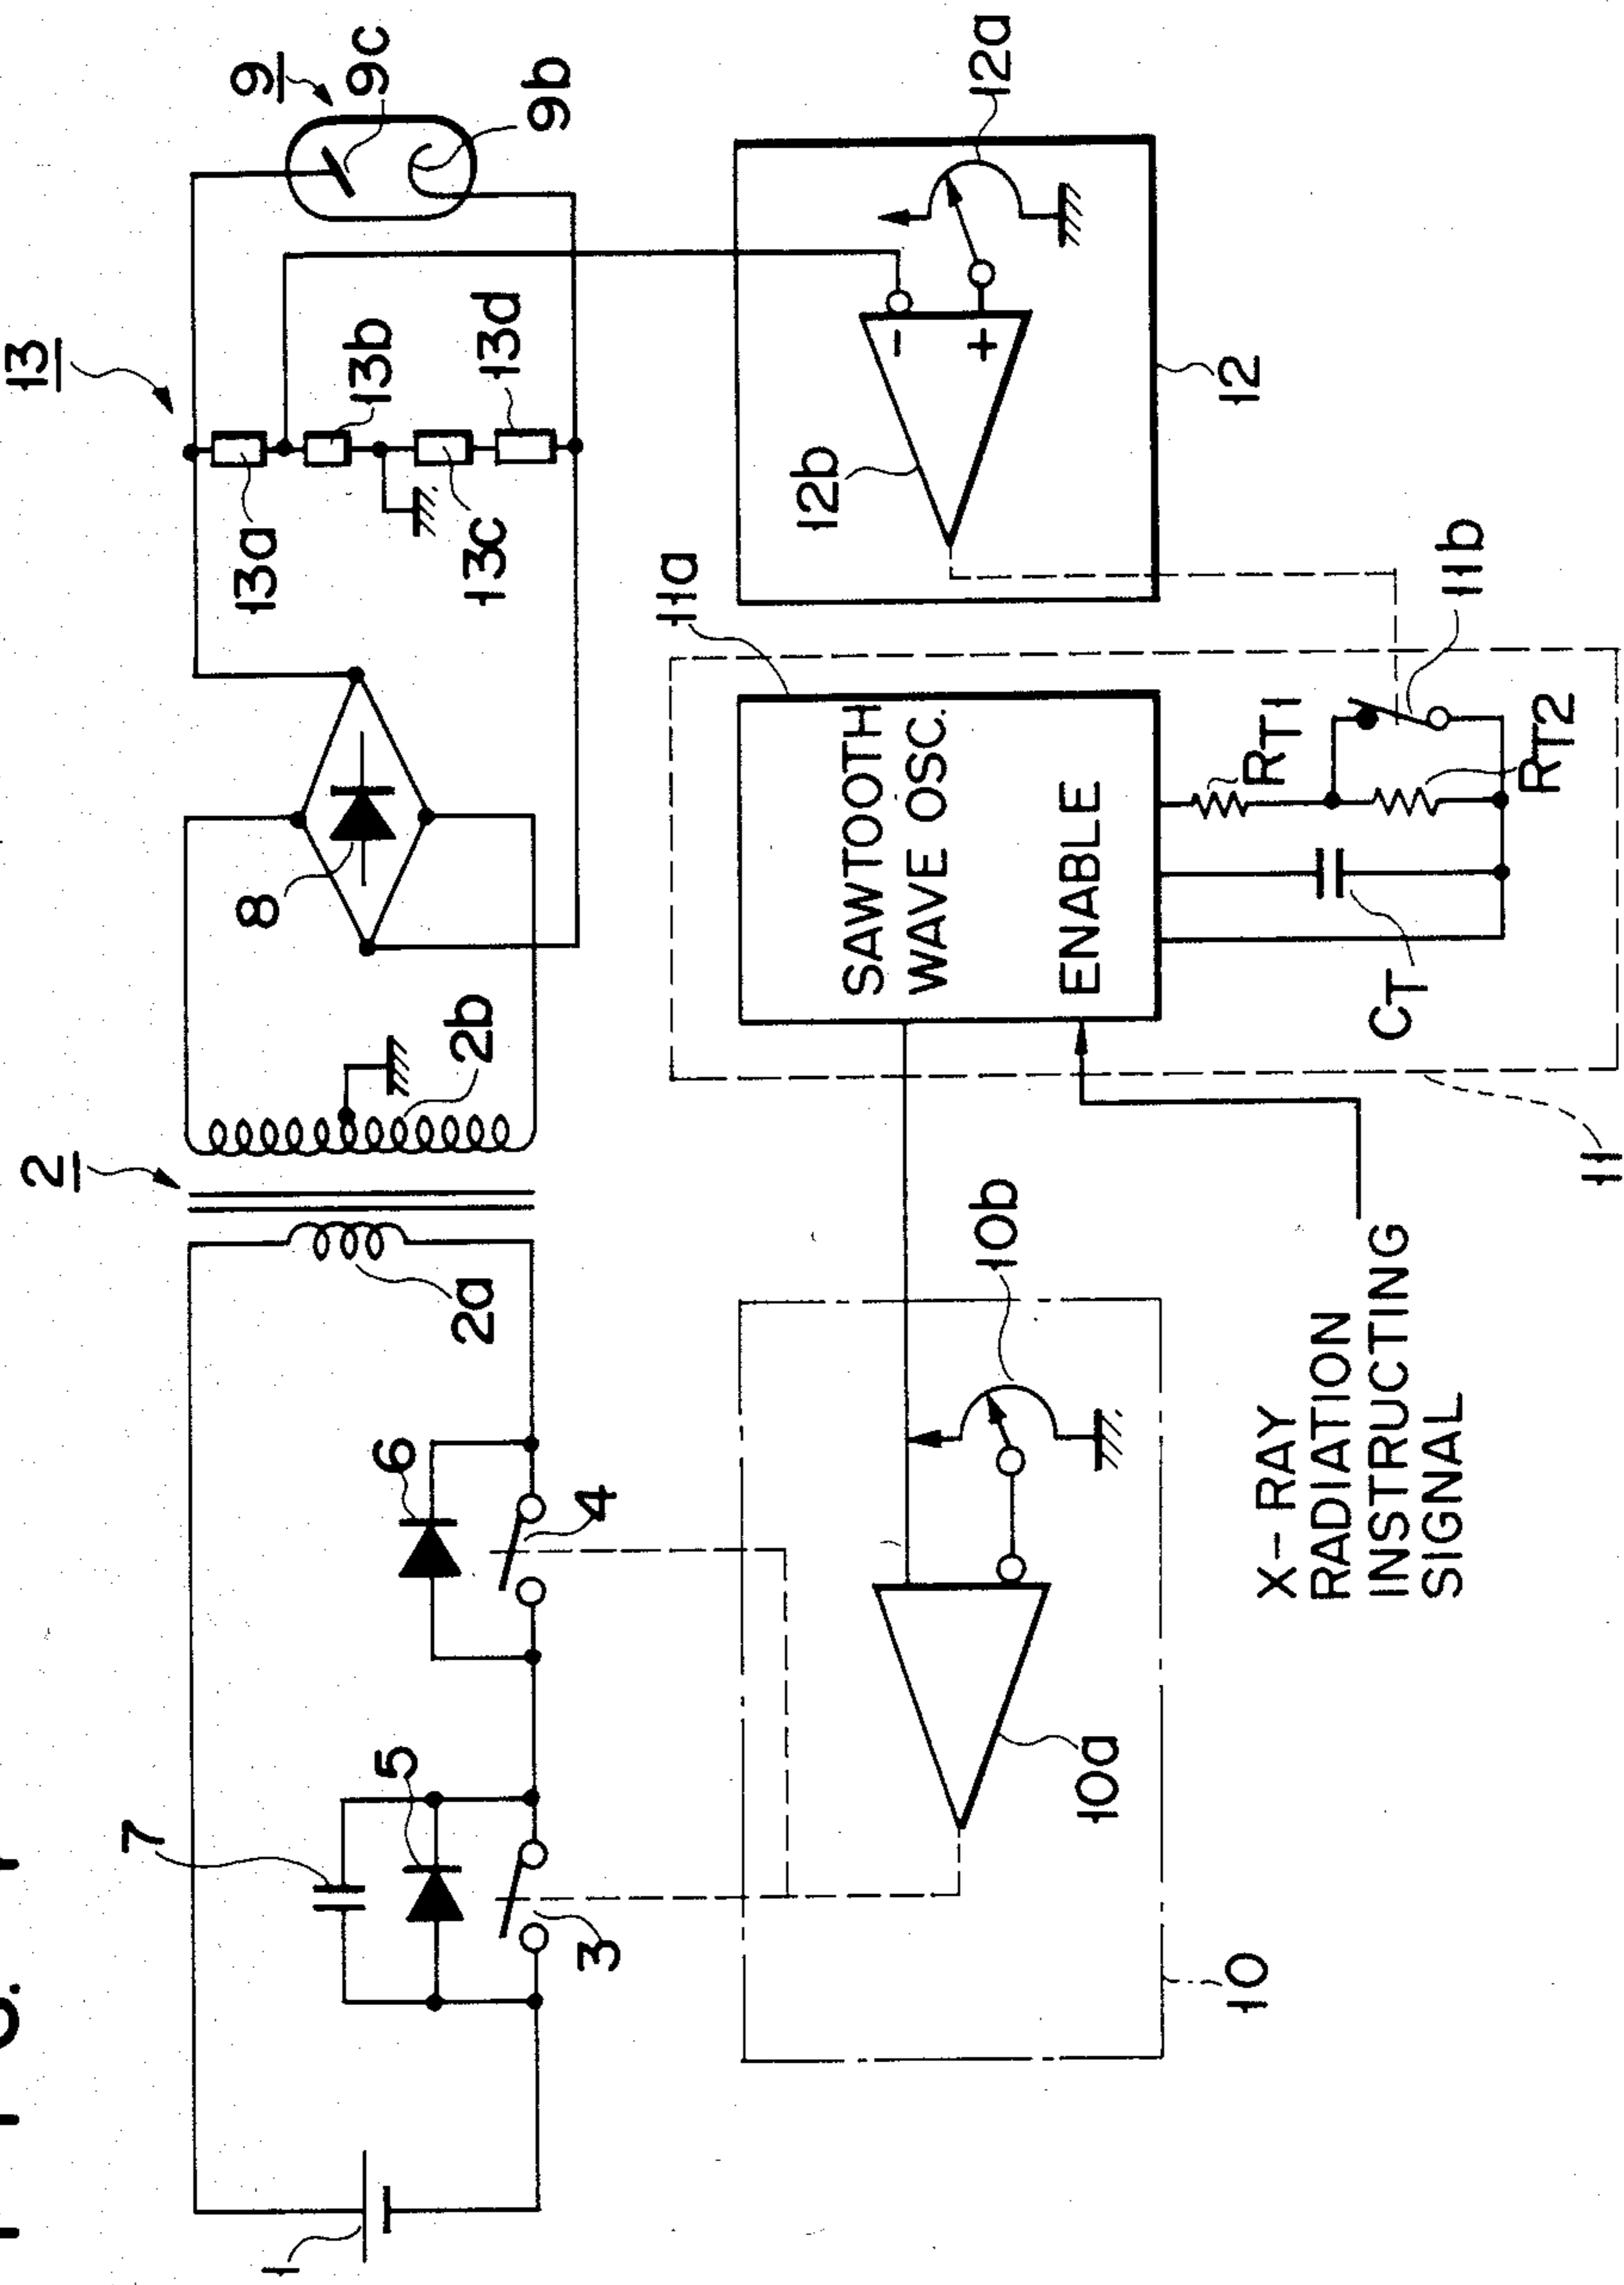 13
9
9c
9b
13a
13b
13c
13d
2
2a
2b
8
7
5
6
3
4
1
12
12a
12b
11a
SAWTOOTH
WAVE OSC.
ENABLE
RT1
RT2
CT
11b
11
10
10a
10b
-
+
X-RAY
RADIATION
INSTRUCTING
SIGNAL